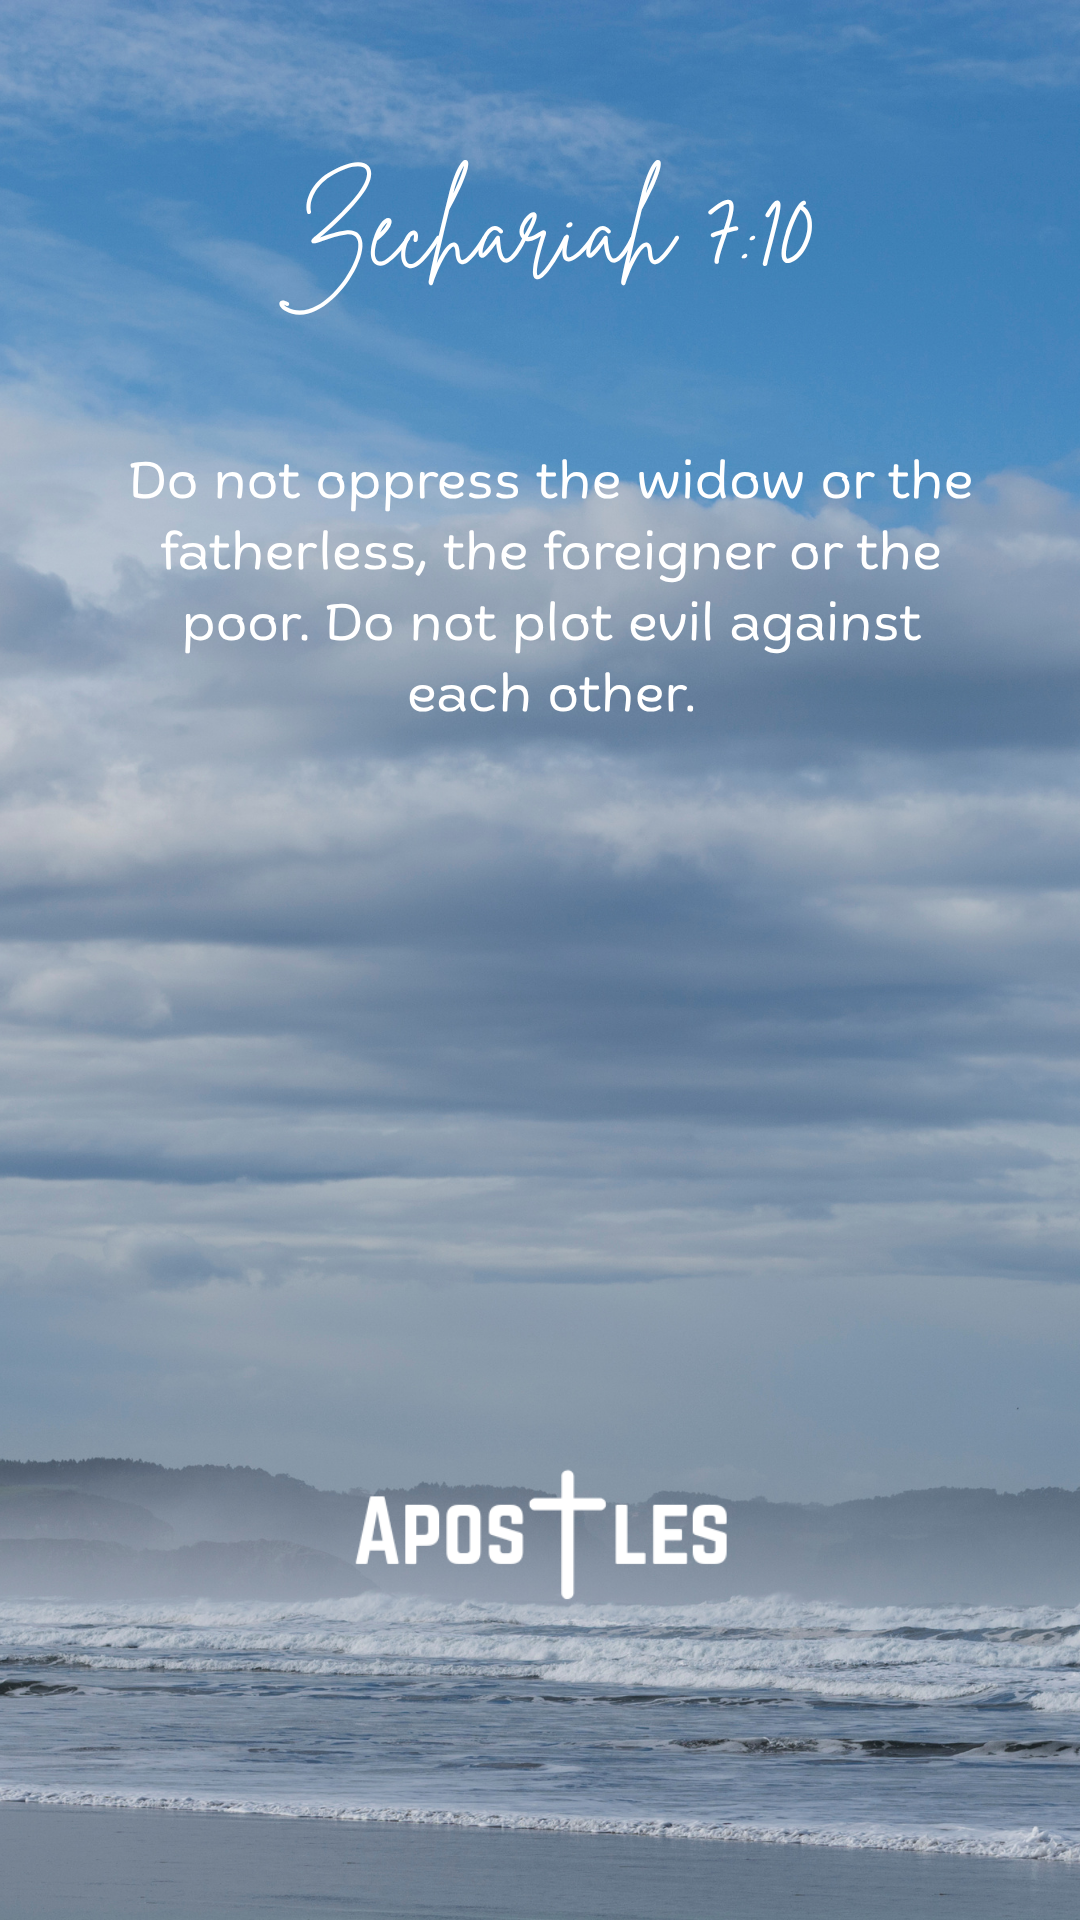 Zechariah 7:10
Do not oppress the widow or the
fatherless, the foreigner or the
poor. Do not plot evil against
each other.
APOSTLES